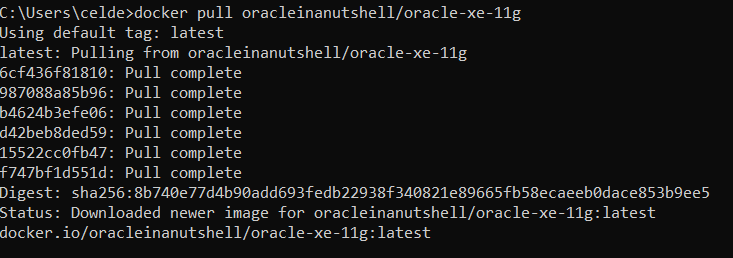 C:\Users\celde>docker pull oracleinanutshell/oracle-xe-11g
Using default tag: latest
latest: Pulling from oracleinanutshell/oracle-xe-11g
6cf436f81810: Pull complete
987088a85b96: Pull complete
b4624b3efe06: Pull complete
d42beb8ded59: Pull complete
15522cc0fb47: Pull complete
f747bf1d551d: Pull complete
Digest: sha256:8b740e77d4b90add693fedb22938f340821e89665fb58ecaeeb0dace853b9ee5
Status: Downloaded newer image for oracleinanutshell/oracle-xe-11g:latest
docker.io/oracleinanutshell/oracle-xe-11g:latest